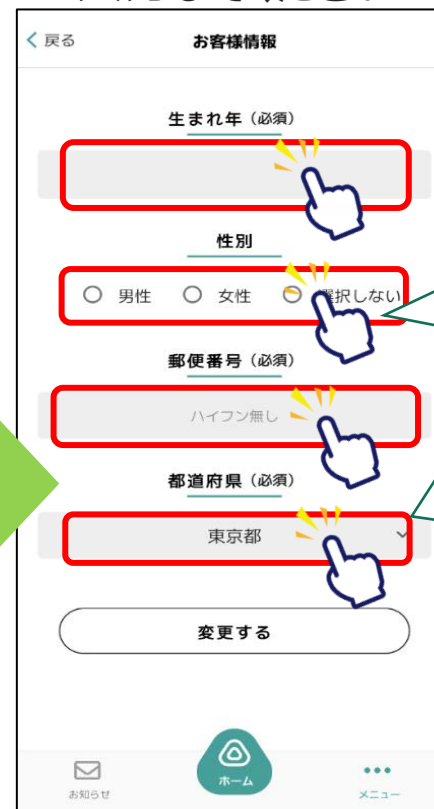 戻る
お客様情報
生まれ年（必須）
性別
男性
女性
選択しない
郵便番号（必須）
ハイフン無し
都道府県（必須）
東京都
変更する
お知らせ
ホーム
メニュー